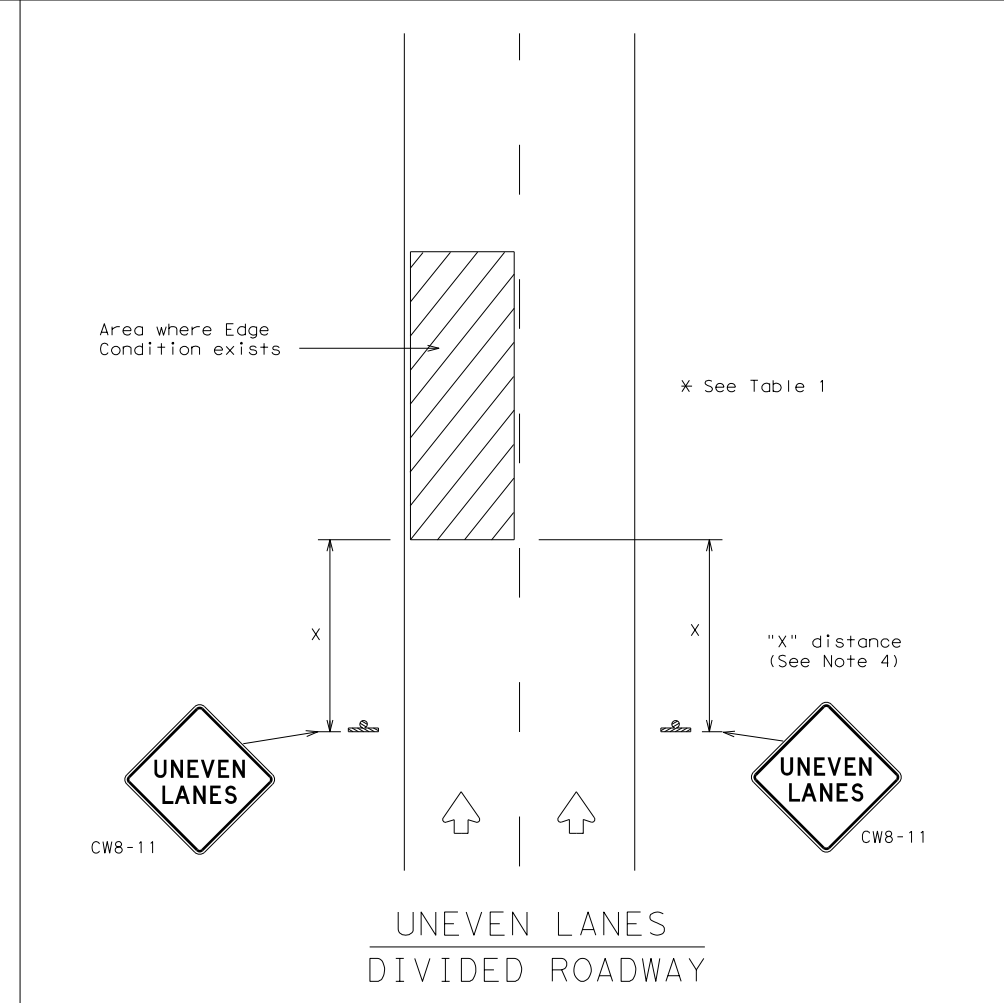 Area where Edge
Condition exists
* See Table 1
X
X
"X" distance
(See Note 4)
UNEVEN
LANES
CW8-11
UNEVEN
LANES
CW8-11
UNEVEN LANES
DIVIDED ROADWAY